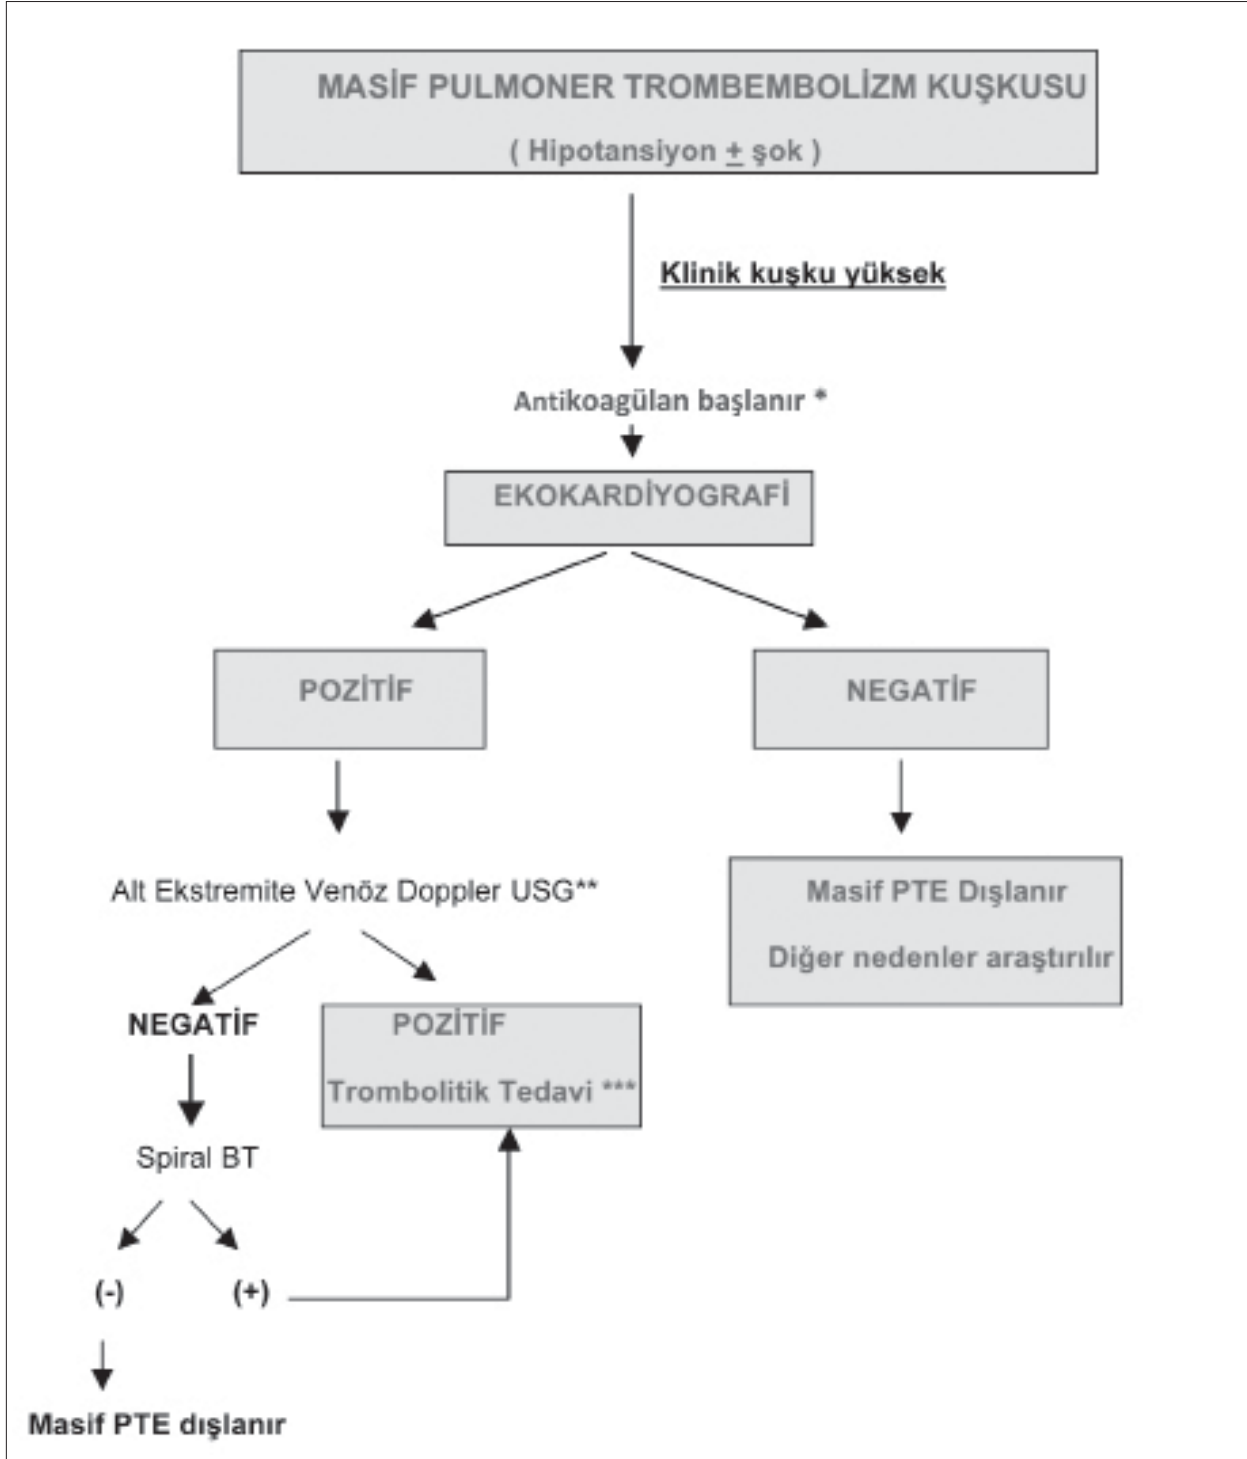 MASİF PULMONER TROMBEMBOLİZM KUŞKUSU
( Hipotansiyon ± şok )
Klinik kuşku yüksek
Antikoagülan başlanır *
EKOKARDİYOGRAFİ
POZİTİF
NEGATİF
Alt Ekstremite Venöz Doppler USG**
Masif PTE Dışlanır
Diğer nedenler araştırılır
NEGATİF
POZİTİF
Trombolitik Tedavi ***
Spiral BT
(-)
(+)
Masif PTE dışlanır